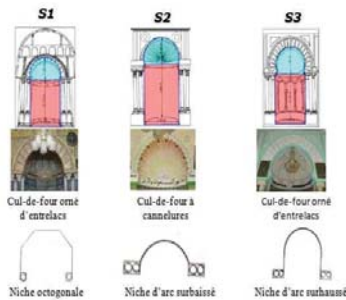 S1 S2 S3
Cul-de-four orné Cul-de-four à Cul-de-four orné
d'entrelacs cannelures d'entrelacs
Niche octogonale Niche d'arc surbaissé Niche d'arc surhaussé